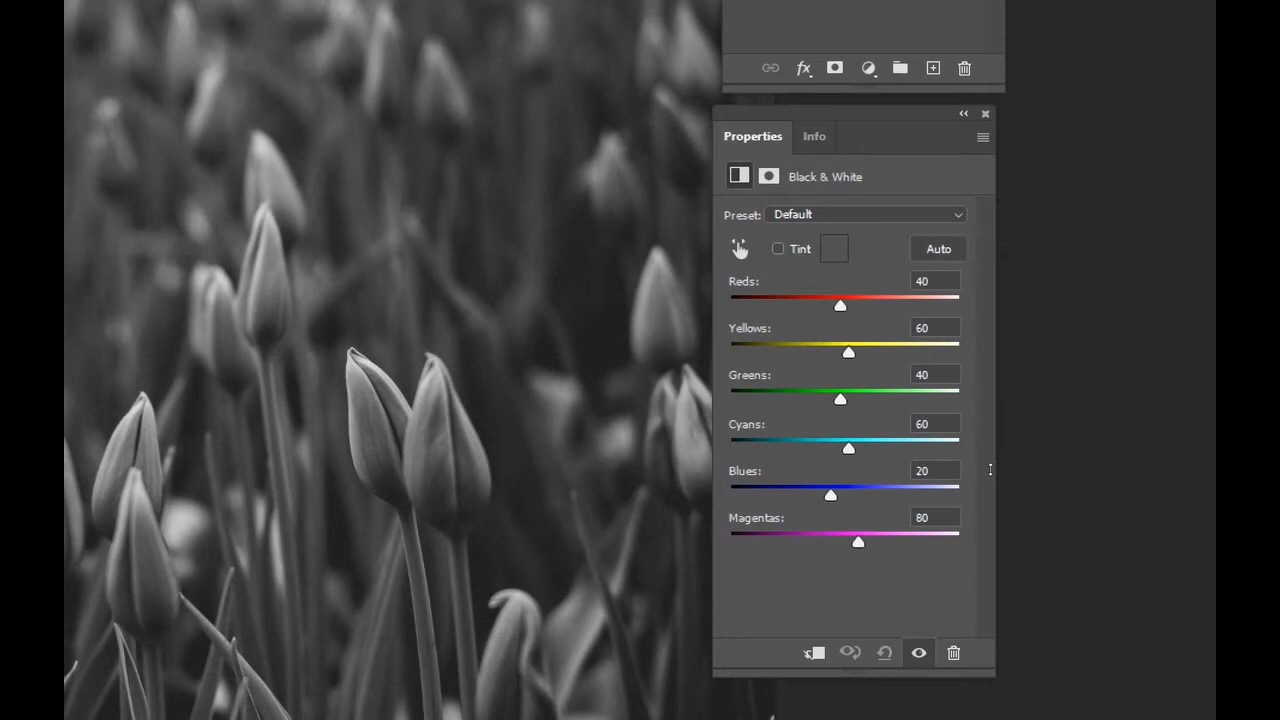 fx
Properties Info
Black & White
Preset: Default
Tint Auto
Reds: 40
Yellows: 60
Greens: 40
Cyans: 60
Blues: 20
Magentas: 80